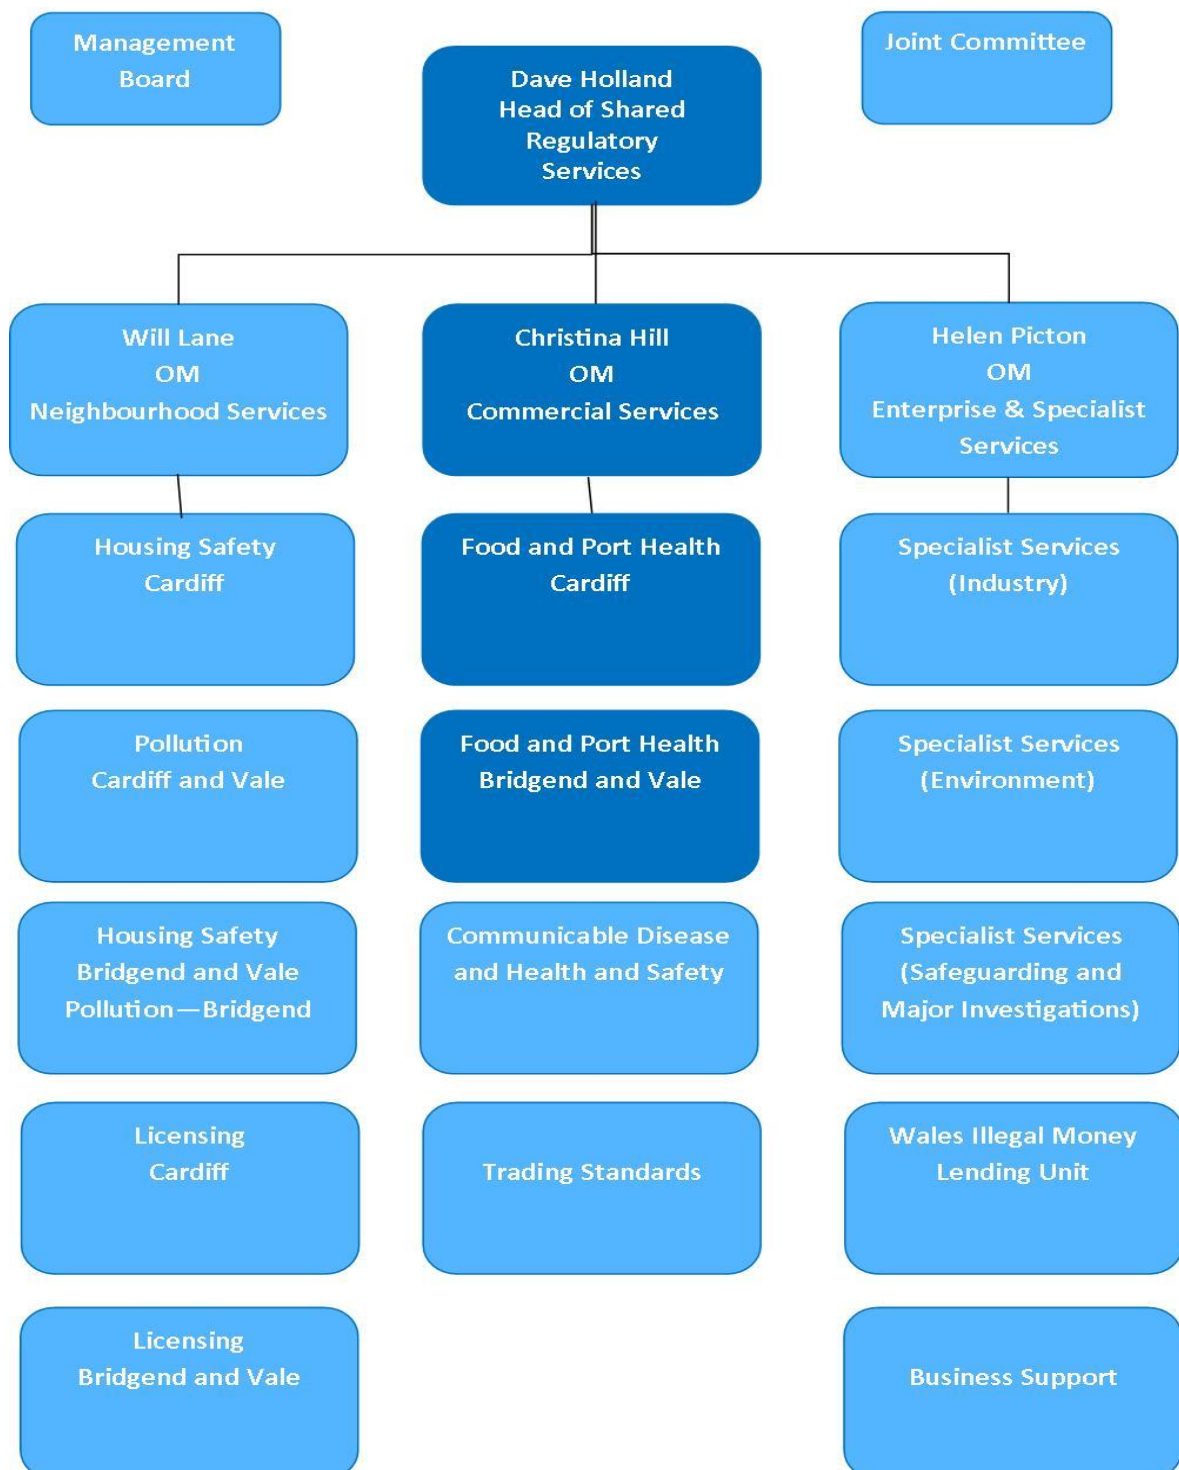 Management
Board
Joint Committee
Dave Holland
Head of Shared
Regulatory
Services
Will Lane
OM
Neighbourhood Services
Christina Hill
OM
Commercial Services
Helen Picton
OM
Enterprise & Specialist
Services
Housing Safety
Cardiff
Food and Port Health
Cardiff
Specialist Services
(Industry)
Pollution
Cardiff and Vale
Food and Port Health
Bridgend and Vale
Specialist Services
(Environment)
Housing Safety
Bridgend and Vale
Pollution—Bridgend
Communicable Disease
and Health and Safety
Specialist Services
(Safeguarding and
Major Investigations)
Licensing
Cardiff
Trading Standards
Wales Illegal Money
Lending Unit
Licensing
Bridgend and Vale
Business Support